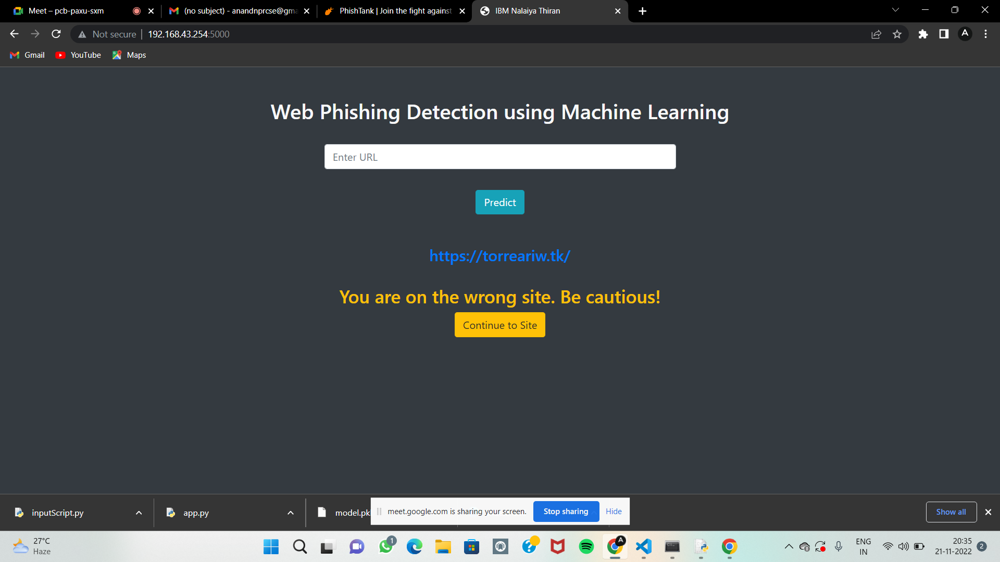 Meet – pcb-paxu-sxm
(no subject) - anandnprcse@gma
PhishTank | Join the fight against
IBM Nalaiya Thiran
Not secure | 192.168.43.254:5000
A
Gmail
YouTube
Maps
Web Phishing Detection using Machine Learning
Enter URL
Predict
https://torreariw.tk/
You are on the wrong site. Be cautious!
Continue to Site
inputScript.py
app.py
model.pk
meet.google.com is sharing your screen.
Stop sharing
Hide
Show all
27°C
Haze
1
A
ENG
IN
20:35
21-11-2022
2